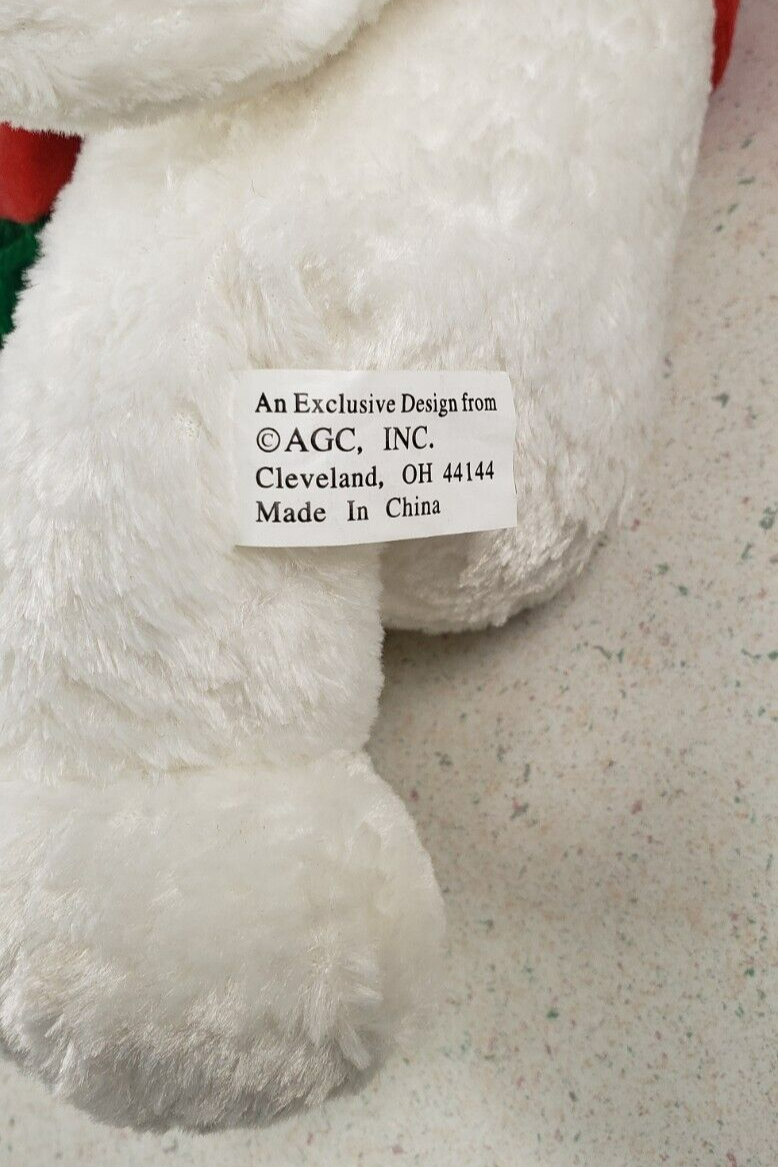 An Exclusive Design from
©AGC, INC.
Cleveland, OH 44144
Made In China